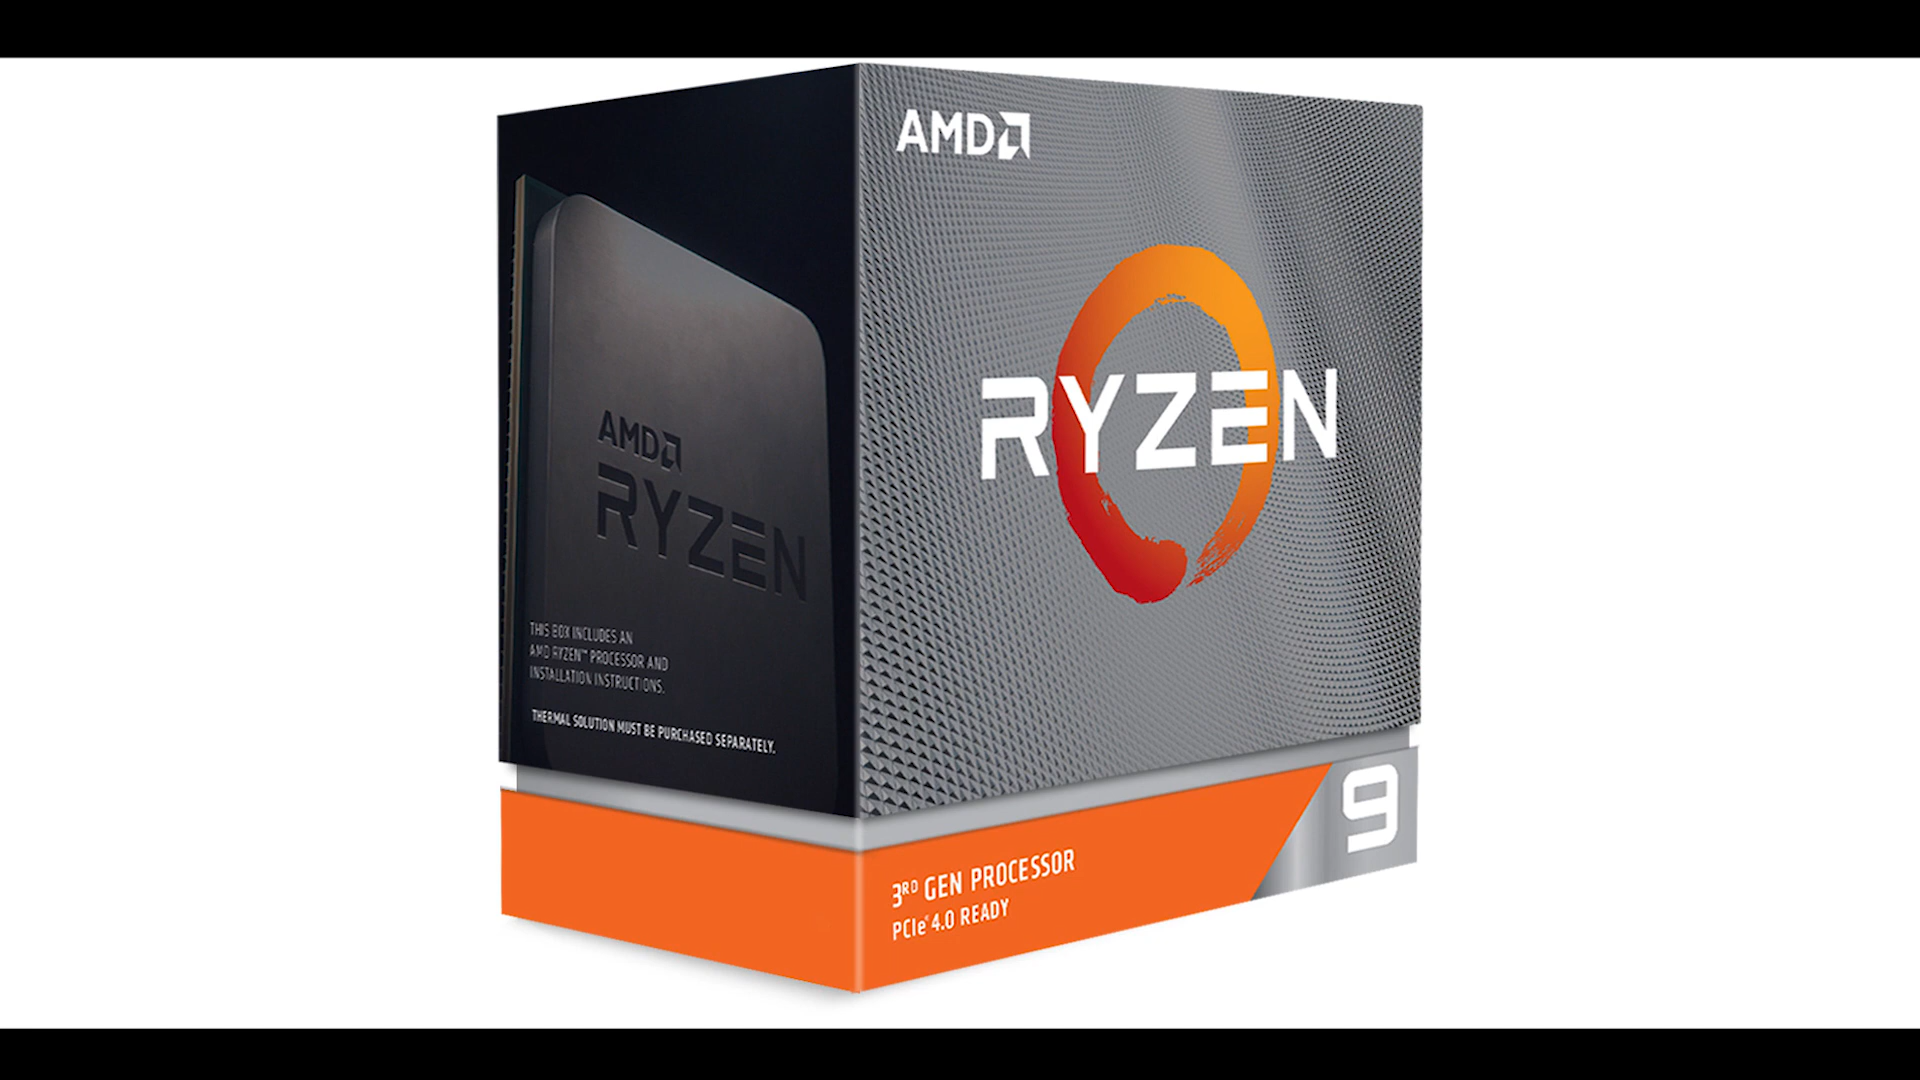 AMD
RYZEN
AMD
RYZEN
THIS BOX INCLUDES AN
AMD RYZEN™ PROCESSOR AND
INSTALLATION INSTRUCTIONS.
THERMAL SOLUTION MUST BE PURCHASED SEPARATELY.
9
3RD GEN PROCESSOR
PCIe® 4.0 READY